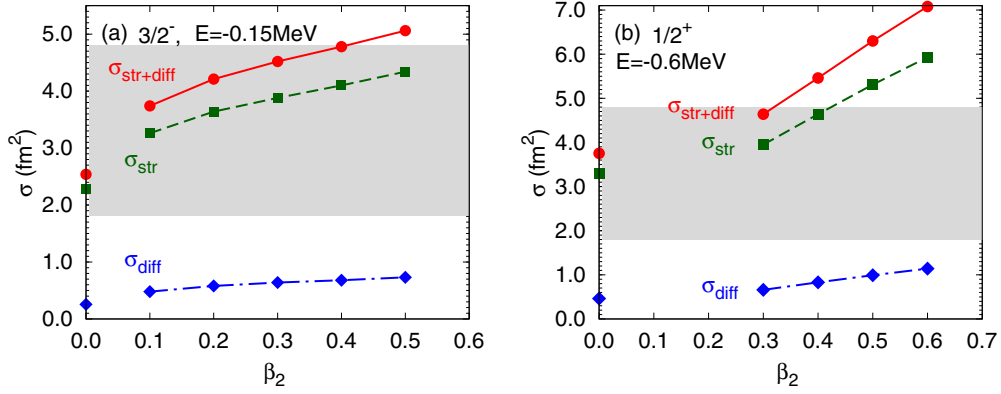 (a) 3/2⁻, E=-0.15MeV
σ_str+diff
σ_str
σ_diff
σ (fm²)
5.0
4.0
3.0
2.0
1.0
0.0
0.0 0.1 0.2 0.3 0.4 0.5 0.6
β₂
(b) 1/2⁺
E=-0.6MeV
σ_str+diff
σ_str
σ_diff
σ (fm²)
7.0
6.0
5.0
4.0
3.0
2.0
1.0
0.0
0.0 0.1 0.2 0.3 0.4 0.5 0.6 0.7
β₂